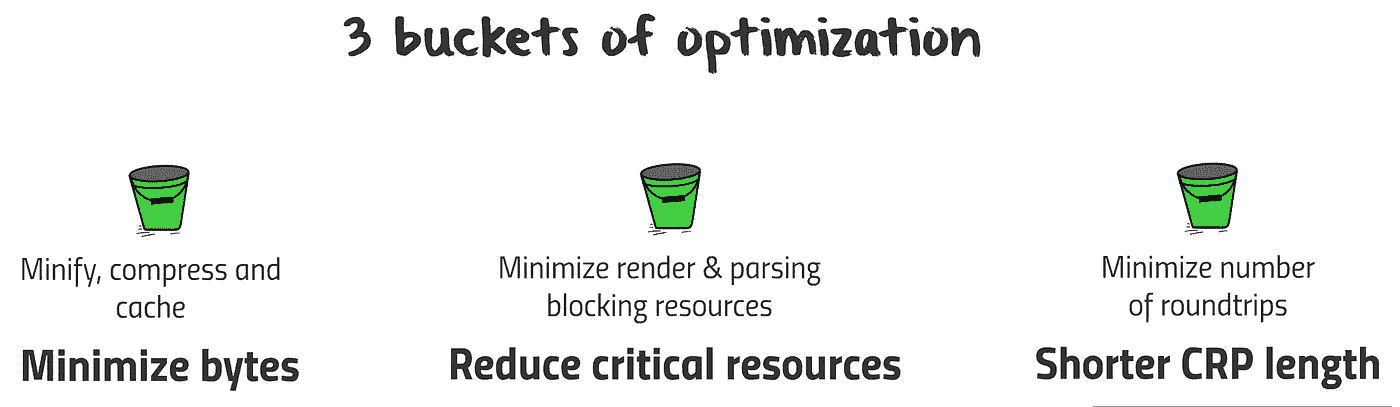 3 buckets of optimization
Minify, compress and
cache
Minimize bytes
Minimize render & parsing
blocking resources
Reduce critical resources
Minimize number
of roundtrips
Shorter CRP length